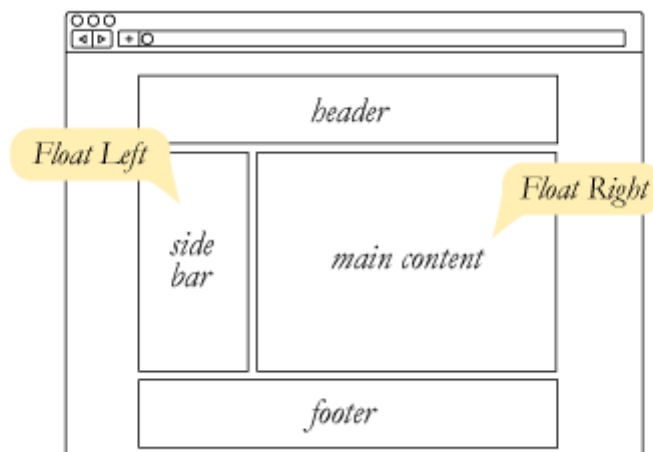 header
Float Left
Float Right
side
bar
main content
footer